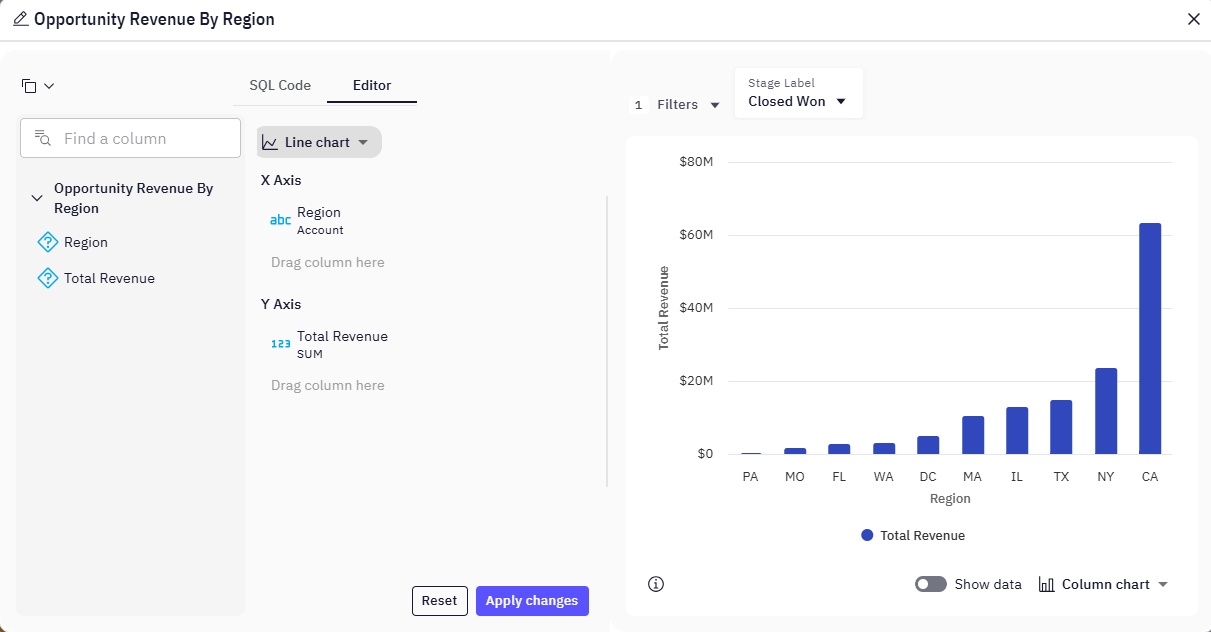 Opportunity Revenue By Region
SQL Code
Editor
Find a column
Opportunity Revenue By
Region
Region
Total Revenue
Line chart
X Axis
abc
Region
Account
Drag column here
Y Axis
123
Total Revenue
SUM
Drag column here
Reset
Apply changes
1 Filters
Stage Label
Closed Won
$80M
$60M
$40M
$20M
$0
Total Revenue
PA MO FL WA DC MA IL TX NY CA
Region
Total Revenue
Show data
Column chart